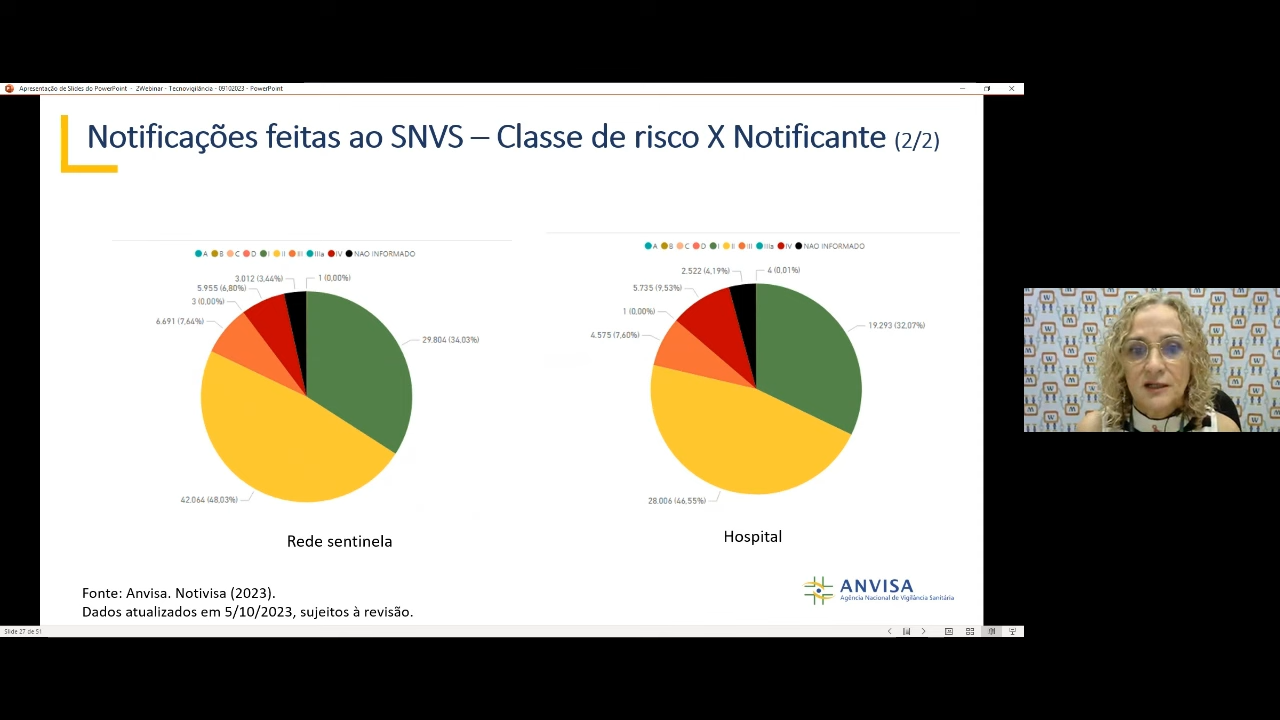 Apresentação de Slides do PowerPoint - 2Webinar - Tecnovigilância - 09102023 - PowerPoint
Notificações feitas ao SNVS – Classe de risco X Notificante (2/2)
A B C D I II III IIIa IV NAO INFORMADO
3.012 (3,44%)
1 (0,00%)
5.955 (6,80%)
3 (0,00%)
6.691 (7,64%)
29.804 (34,03%)
42.064 (48,03%)
Rede sentinela
A B C D I II III IIIa IV NAO INFORMADO
2.522 (4,19%)
4 (0,01%)
5.735 (9,53%)
1 (0,00%)
4.575 (7,60%)
19.293 (32,07%)
28.006 (46,55%)
Hospital
Fonte: Anvisa. Notivisa (2023).
Dados atualizados em 5/10/2023, sujeitos à revisão.
ANVISA
Agência Nacional de Vigilância Sanitária
Slide 27 de 51